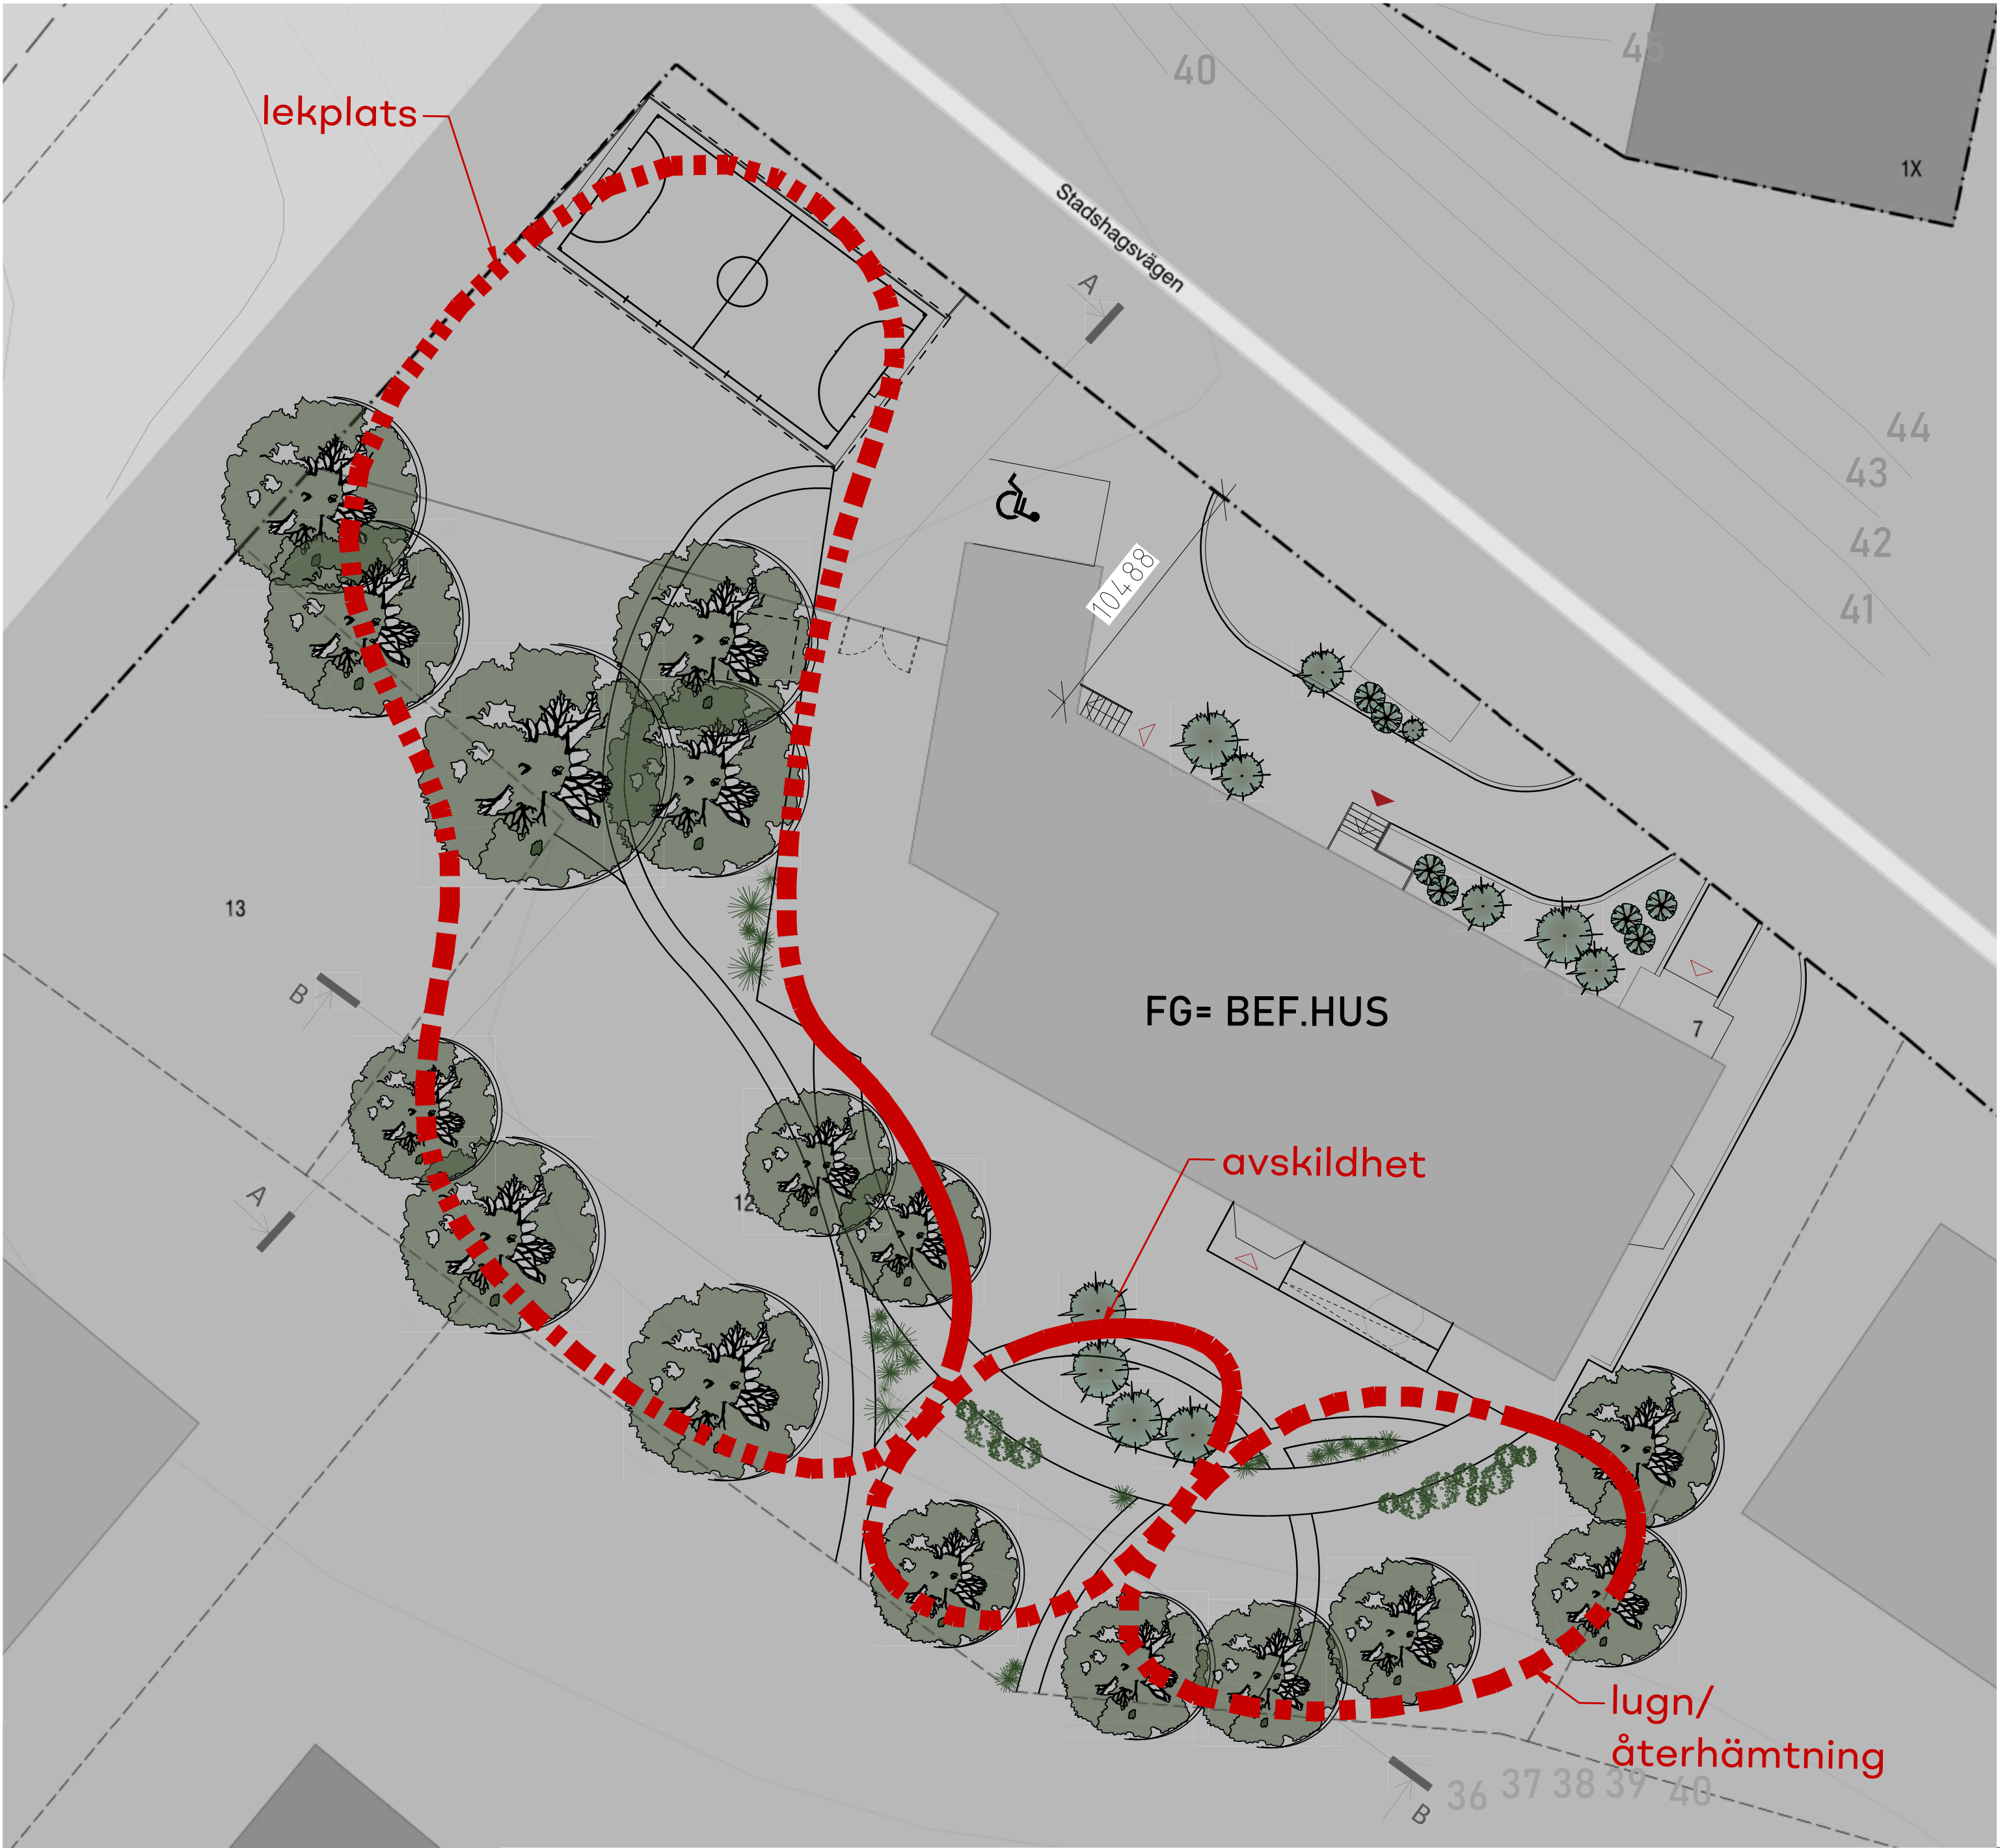 45
40
1X
lekplats
Stadshagsvägen
A
44
43
42
41
10488
13
B
FG= BEF.HUS
7
avskildhet
A
12
lugn/
återhämtning
36 37 38 39 40
B